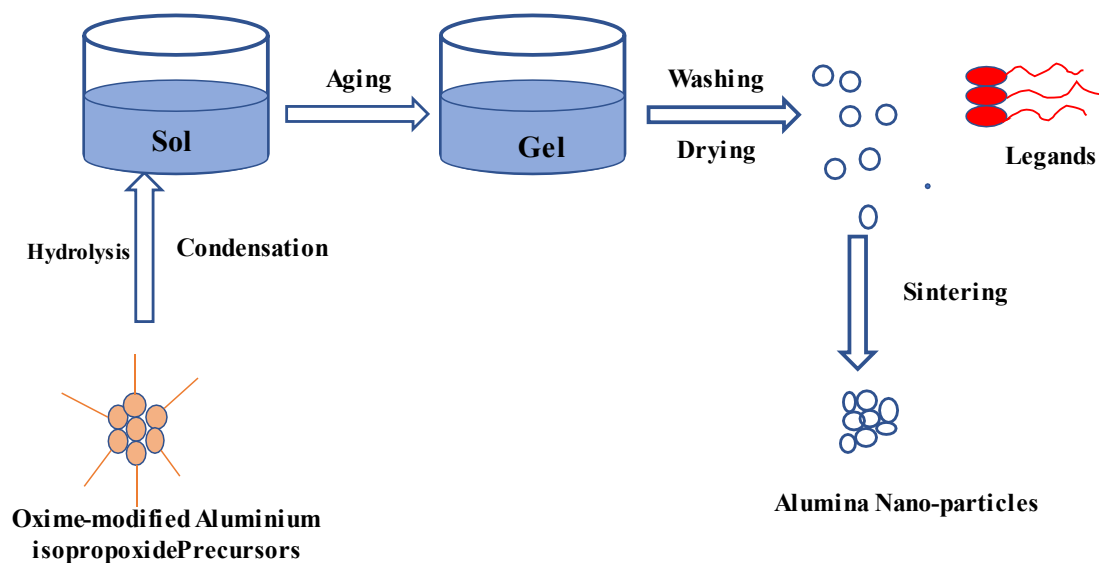 Aging
Washing
Sol
Gel
Drying
Legands
Hydrolysis
Condensation
Sintering
Alumina Nano-particles
Oxime-modified Aluminium
isopropoxidePrecursors